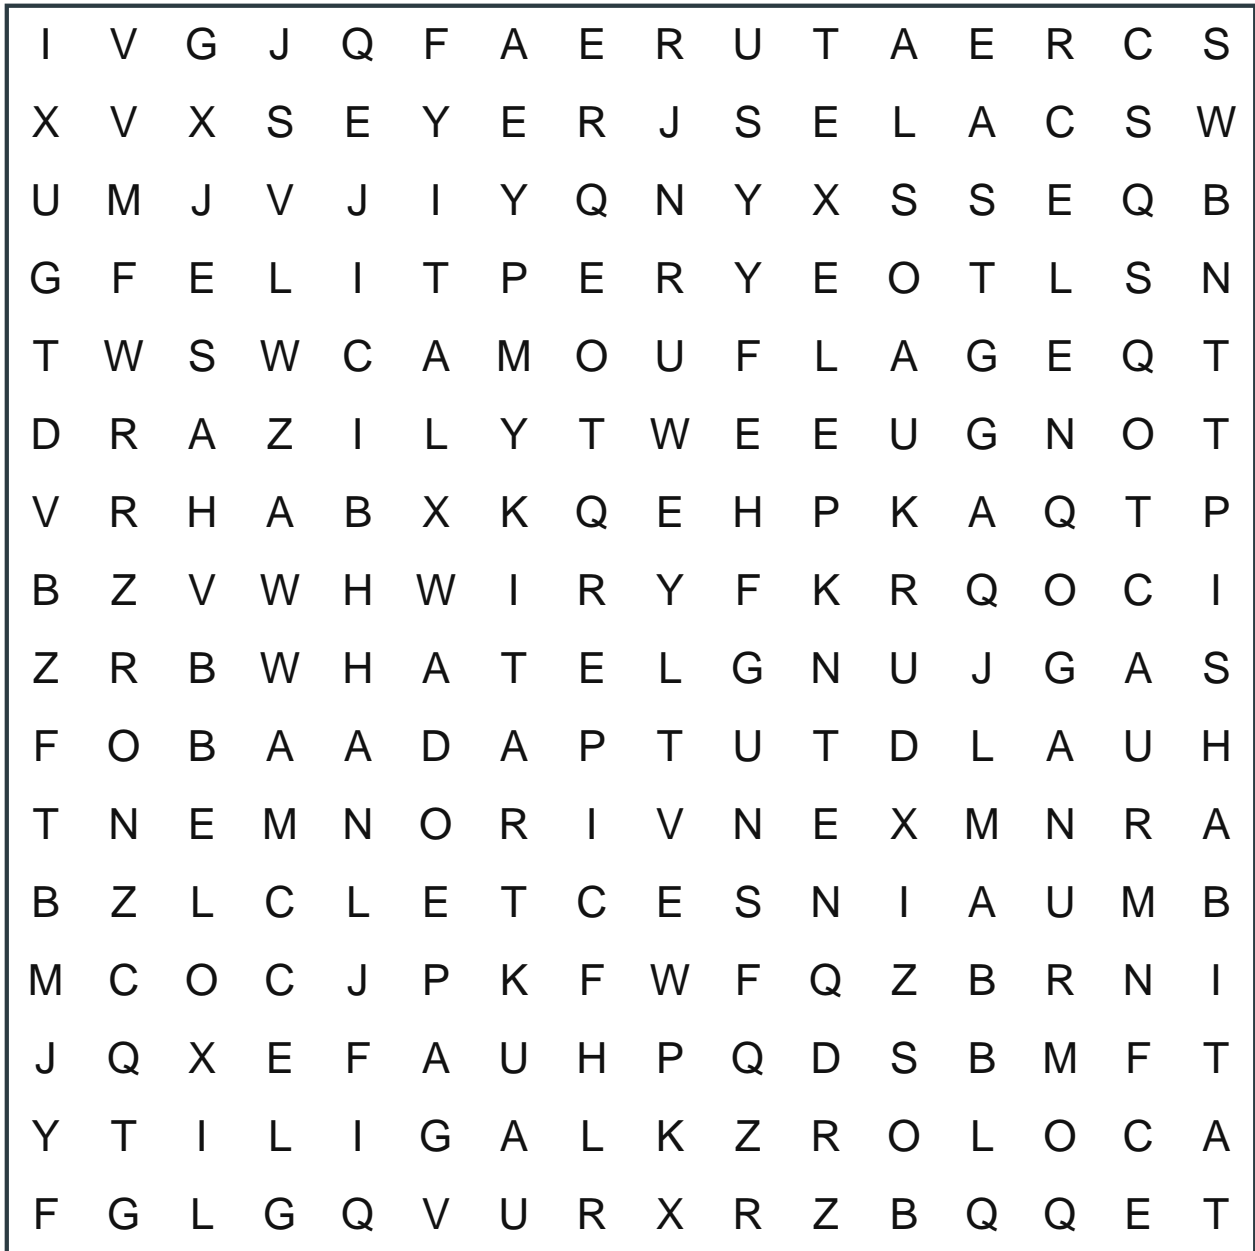 I V G J Q F A E R U T A E R C S
X V X S E Y E R J S E L A C S W
U M J V J I Y Q N Y X S S E Q B
G F E L I T P E R Y E O T L S N
T W S W C A M O U F L A G E Q T
D R A Z I L Y T W E E U G N O T
V R H A B X K Q E H P K A Q T P
B Z V W H W I R Y F K R Q O C I
Z R B W H A T E L G N U J G A S
F O B A A D A P T U T D L A U H
T N E M N O R I V N E X M N R A
B Z L C L E T C E S N I A U M B
M C O C J P K F W F Q Z B R N I
J Q X E F A U H P Q D S B M F T
Y T I L I G A L K Z R O L O C A
F G L G Q V U R X R Z B Q Q E T